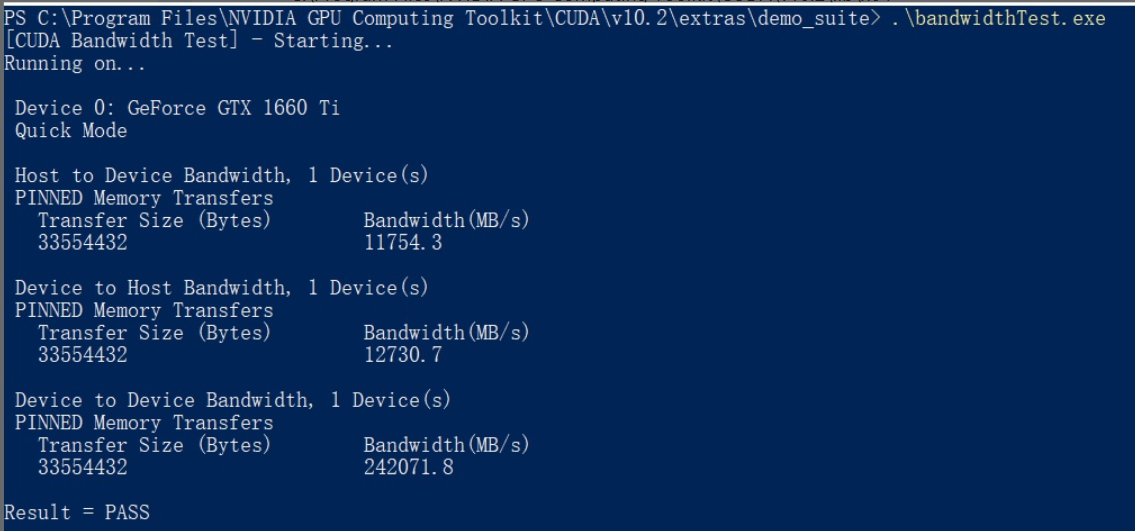 PS C:\Program Files\NVIDIA GPU Computing Toolkit\CUDA\v10.2\extras\demo_suite> .\bandwidthTest.exe
[CUDA Bandwidth Test] - Starting...
Running on...
Device 0: GeForce GTX 1660 Ti
Quick Mode
Host to Device Bandwidth, 1 Device(s)
PINNED Memory Transfers
Transfer Size (Bytes) Bandwidth(MB/s)
33554432 11754.3
Device to Host Bandwidth, 1 Device(s)
PINNED Memory Transfers
Transfer Size (Bytes) Bandwidth(MB/s)
33554432 12730.7
Device to Device Bandwidth, 1 Device(s)
PINNED Memory Transfers
Transfer Size (Bytes) Bandwidth(MB/s)
33554432 242071.8
Result = PASS